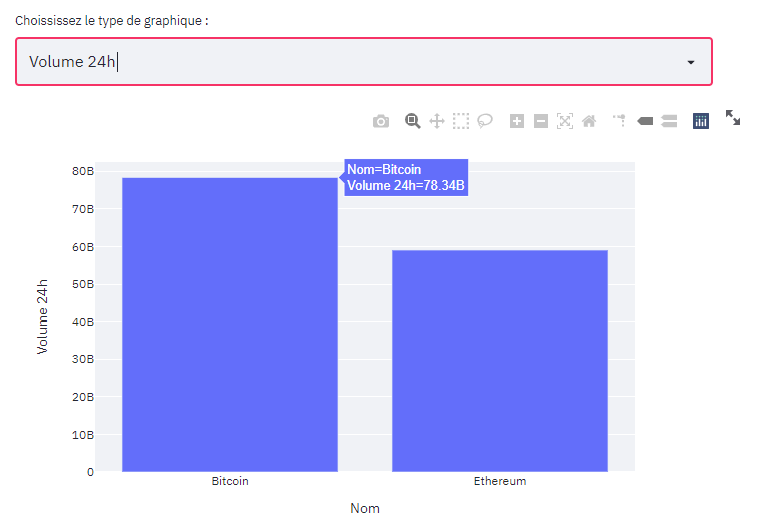 Choississez le type de graphique :
Volume 24h
Nom=Bitcoin
Volume 24h=78.34B
80B
70B
60B
50B
40B
30B
20B
10B
0
Volume 24h
Bitcoin
Ethereum
Nom